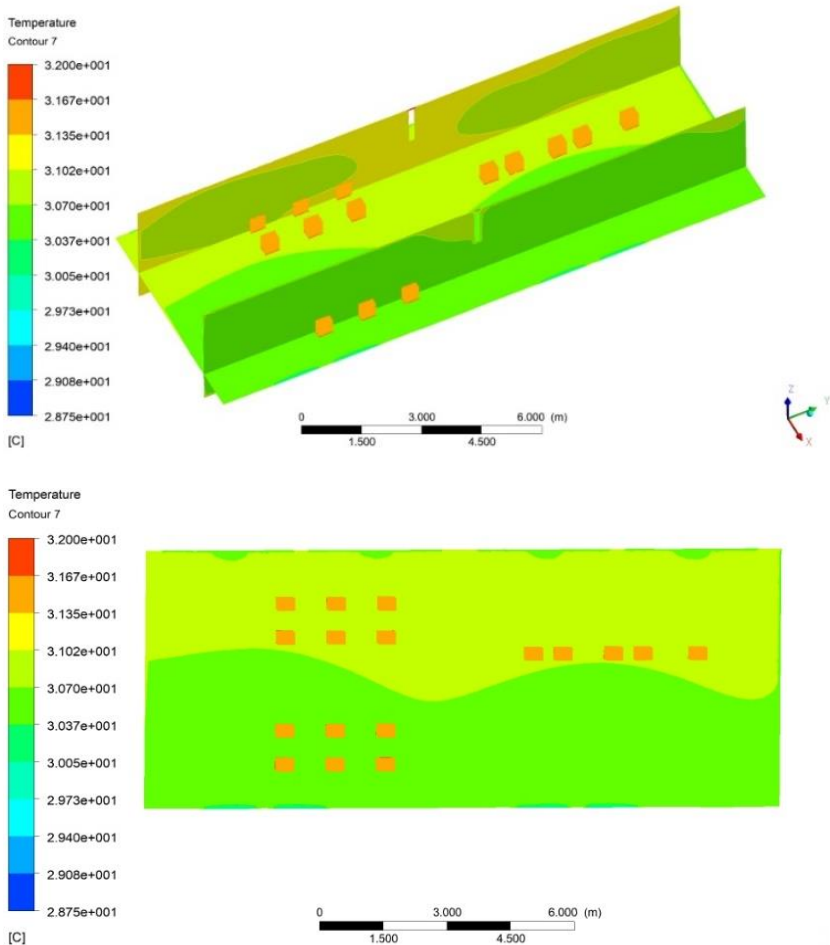 Temperature
Contour 7
3.200e+001
3.167e+001
3.135e+001
3.102e+001
3.070e+001
3.037e+001
3.005e+001
2.973e+001
2.940e+001
2.908e+001
2.875e+001
[C]
0 3.000 6.000 (m)
1.500 4.500
Z
Y
X
Temperature
Contour 7
3.200e+001
3.167e+001
3.135e+001
3.102e+001
3.070e+001
3.037e+001
3.005e+001
2.973e+001
2.940e+001
2.908e+001
2.875e+001
[C]
0 3.000 6.000 (m)
1.500 4.500